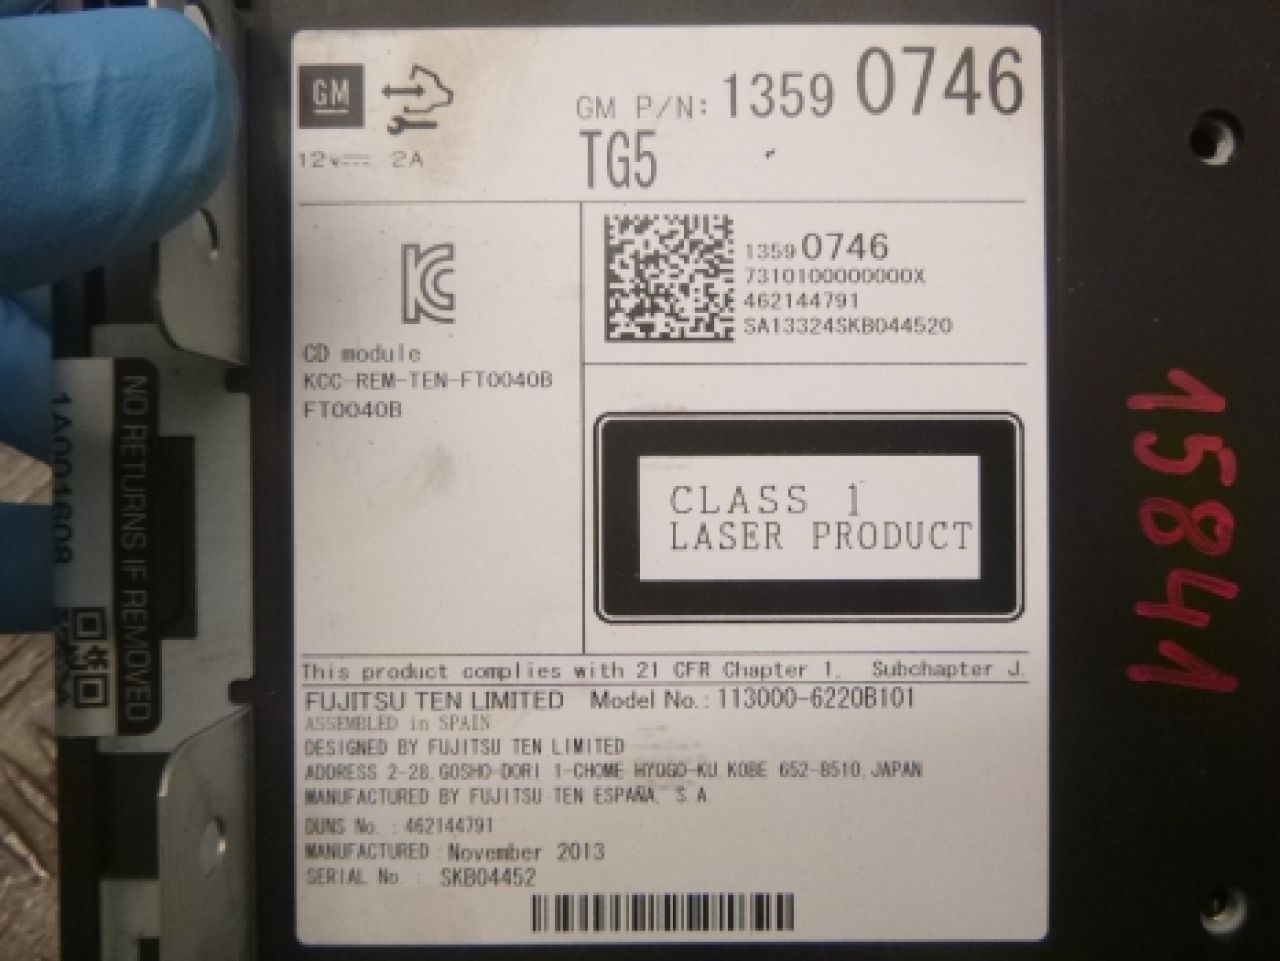 GM
GM P/N: 1359 0746
12V 2A
TG5
1359 0746
7310100000000X
462144791
SA13324SKB044520
KC
CD module
KCC-REM-TEN-FT0040B
FT0040B
CLASS 1
LASER PRODUCT
This product complies with 21 CFR Chapter 1, Subchapter J.
FUJITSU TEN LIMITED Model No.: 113000-6220B101
ASSEMBLED in SPAIN
DESIGNED BY FUJITSU TEN LIMITED
ADDRESS 2-28, GOSHO-DORI 1-CHOME HYOGO-KU, KOBE 652-8510, JAPAN
MANUFACTURED BY FUJITSU TEN ESPAÑA, S.A
DUNS No. : 462144791
MANUFACTURED : November 2013
SERIAL No. : SKB04452
NO RETURNS IF REMOVED
1A001608
15841